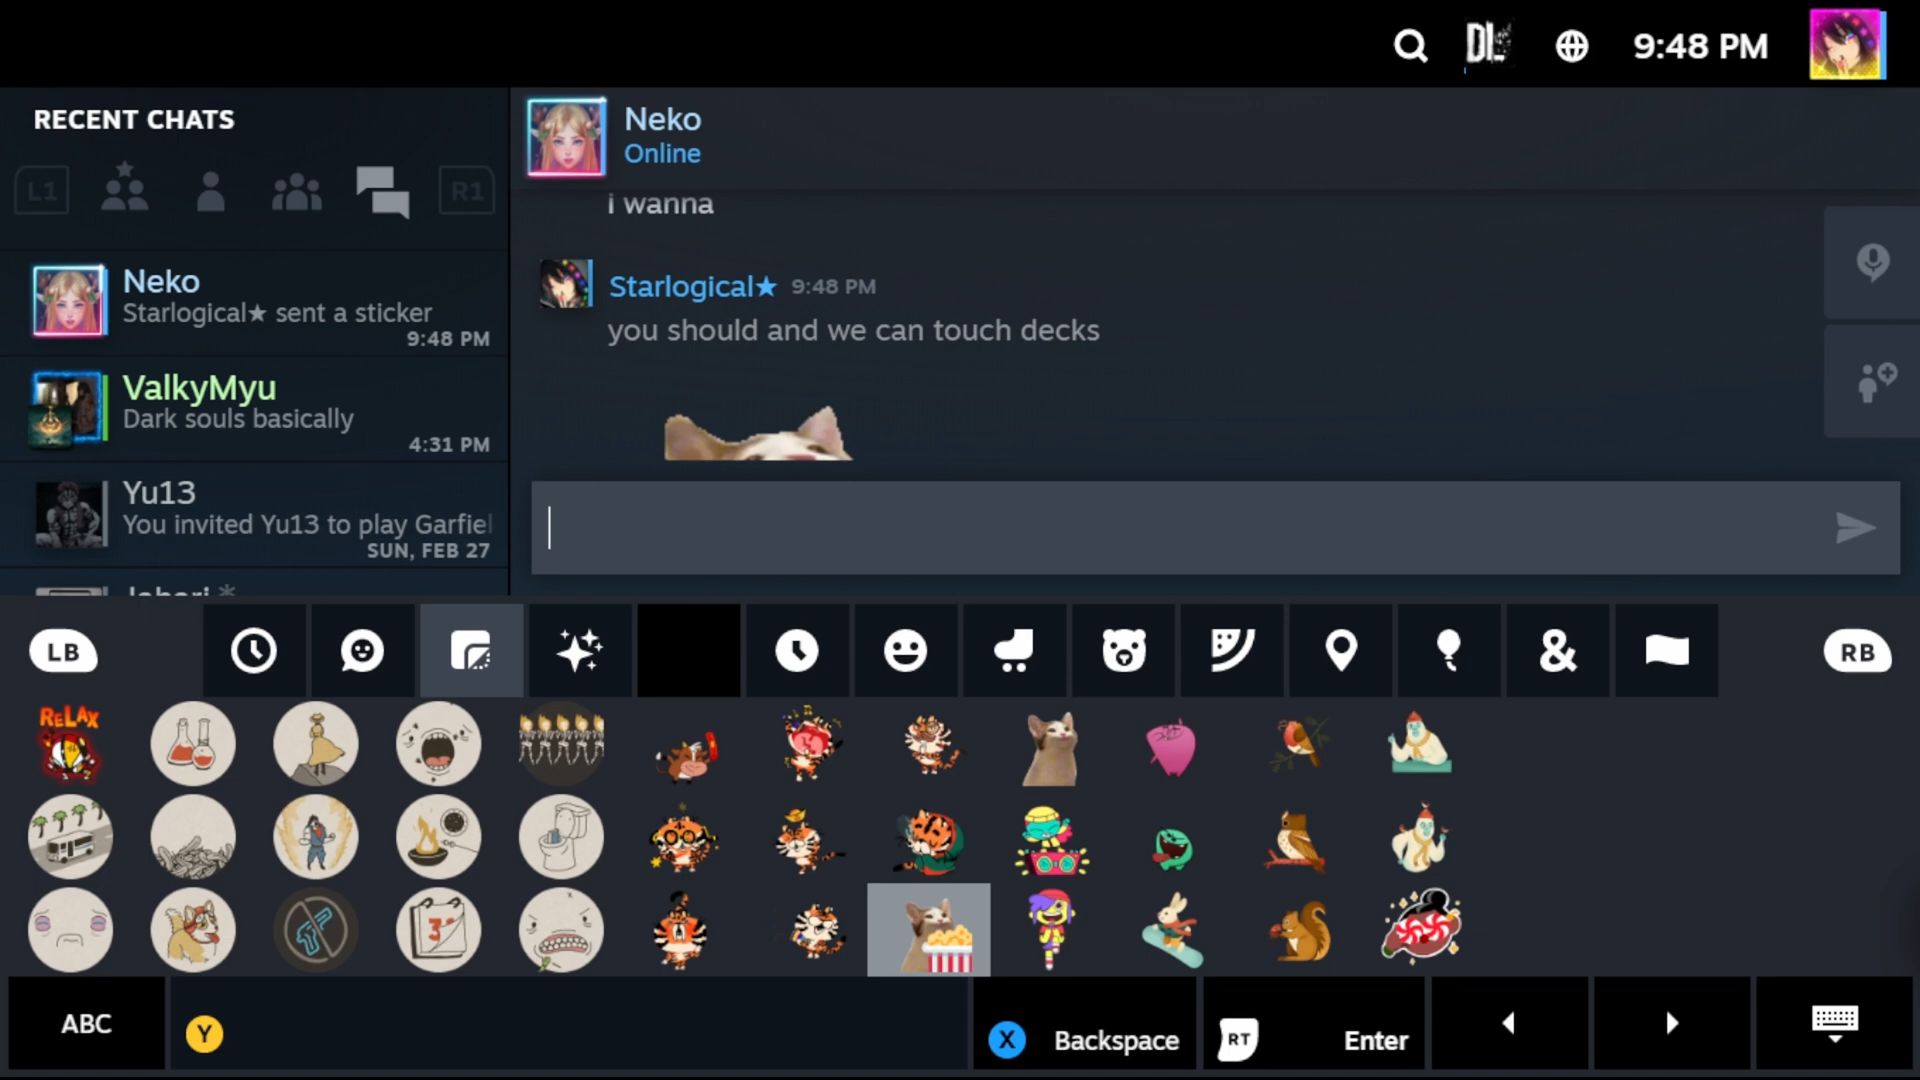 9:48 PM
RECENT CHATS
L1
R1
Neko
Starlogical★ sent a sticker
9:48 PM
ValkyMyu
Dark souls basically
4:31 PM
Yu13
You invited Yu13 to play Garfiel
SUN, FEB 27
Neko
Online
i wanna
Starlogical★ 9:48 PM
you should and we can touch decks
LB
&
RB
RELAX
3
ABC
Y
X Backspace
RT Enter